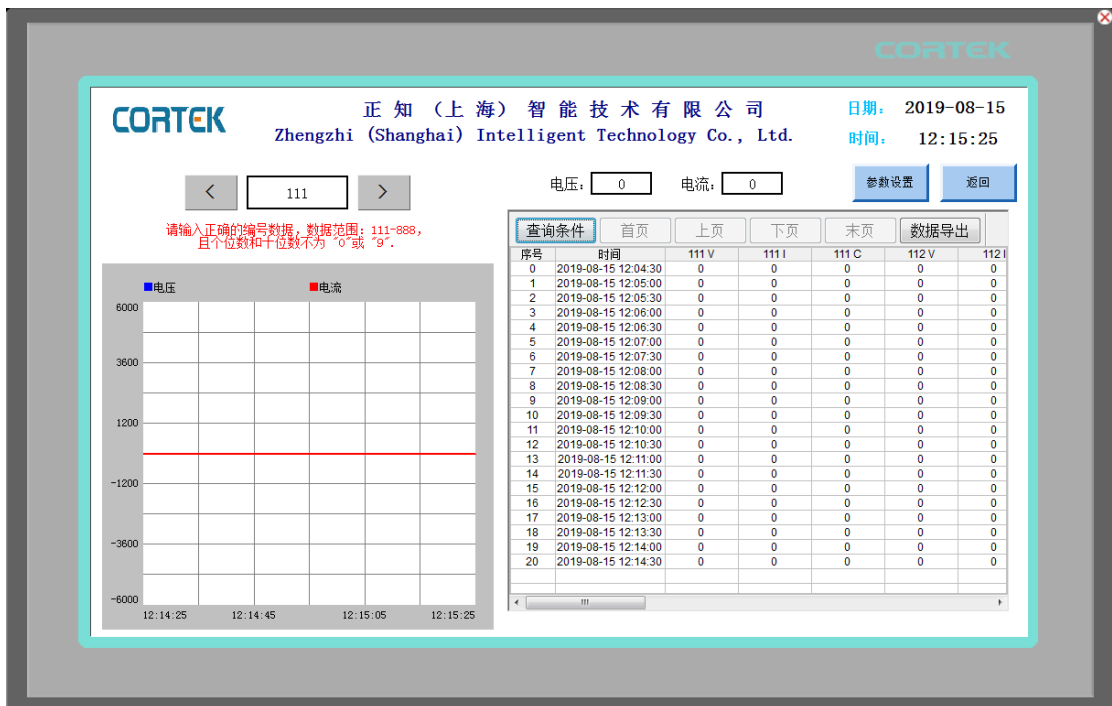 CORTEK
CORTEK
正知（上海）智能技术有限公司
Zhengzhi (Shanghai) Intelligent Technology Co., Ltd.
日期： 2019-08-15
时间： 12:15:25
< 111 >
电压： 0 电流： 0 参数设置 返回
请输入正确的编号数据，数据范围：111-888，
且个位数和十位数不为 "0"或 "9".
查询条件 首页 上页 下页 末页 数据导出
序号 时间 111 V 111 I 111 C 112 V 112 I
0 2019-08-15 12:04:30 0 0 0 0 0
1 2019-08-15 12:05:00 0 0 0 0 0
2 2019-08-15 12:05:30 0 0 0 0 0
3 2019-08-15 12:06:00 0 0 0 0 0
4 2019-08-15 12:06:30 0 0 0 0 0
5 2019-08-15 12:07:00 0 0 0 0 0
6 2019-08-15 12:07:30 0 0 0 0 0
7 2019-08-15 12:08:00 0 0 0 0 0
8 2019-08-15 12:08:30 0 0 0 0 0
9 2019-08-15 12:09:00 0 0 0 0 0
10 2019-08-15 12:09:30 0 0 0 0 0
11 2019-08-15 12:10:00 0 0 0 0 0
12 2019-08-15 12:10:30 0 0 0 0 0
13 2019-08-15 12:11:00 0 0 0 0 0
14 2019-08-15 12:11:30 0 0 0 0 0
15 2019-08-15 12:12:00 0 0 0 0 0
16 2019-08-15 12:12:30 0 0 0 0 0
17 2019-08-15 12:13:00 0 0 0 0 0
18 2019-08-15 12:13:30 0 0 0 0 0
19 2019-08-15 12:14:00 0 0 0 0 0
20 2019-08-15 12:14:30 0 0 0 0 0
电压 电流
6000
3600
1200
-1200
-3600
-6000
12:14:25 12:14:45 12:15:05 12:15:25